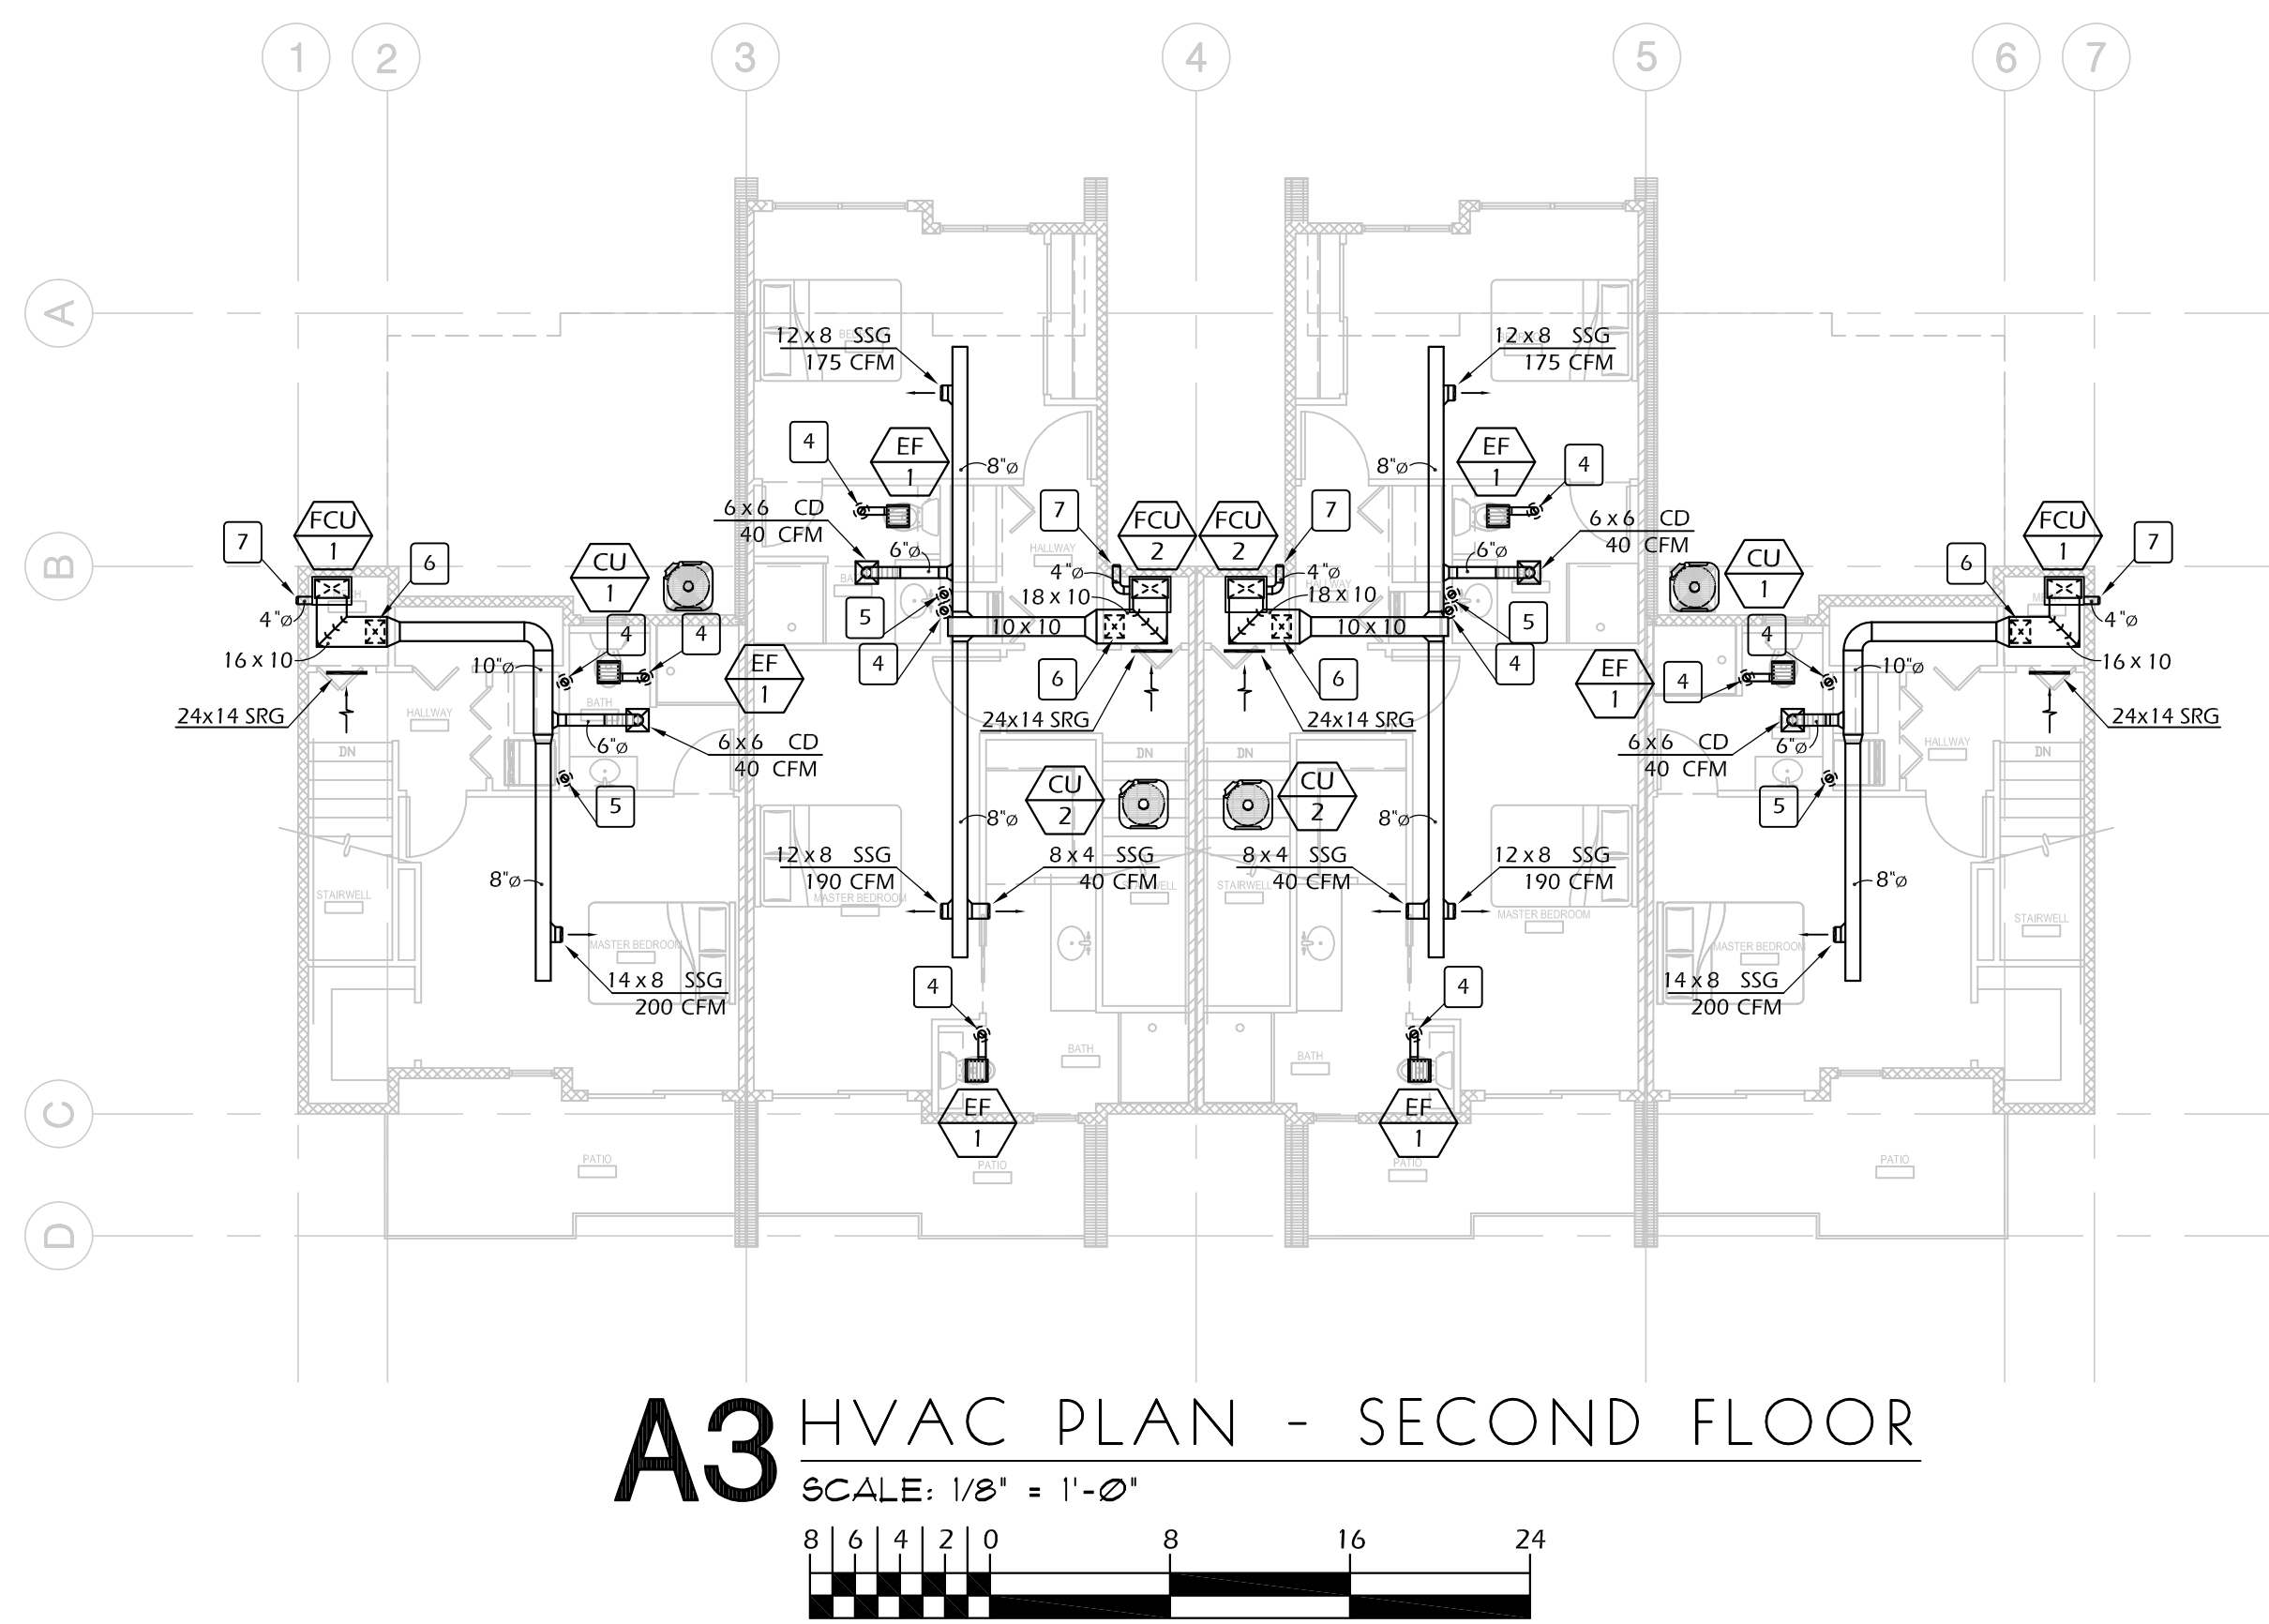 1 2 3 4 5 6 7
A
12 x 8 SSG
175 CFM
BEDROOM
12 x 8 SSG
175 CFM
4
EF
1
8"ø
8"ø
EF
1
4
6 x 6 CD
40 CFM
6"ø
7
FCU
2
FCU
2
7
6"ø
6 x 6 CD
40 CFM
B
7
FCU
1
6
CU
1
HALLWAY
4"ø
4"ø
CU
1
6
FCU
1
7
4"ø
18 x 10
18 x 10
4"ø
5
10 x 10
10 x 10
5
4
4
4
4
4
4
16 x 10
10"ø
EF
1
6
6
EF
1
10"ø
16 x 10
24x14 SRG
HALLWAY
BATH
24x14 SRG
24x14 SRG
24x14 SRG
HALLWAY
6"ø
6 x 6 CD
40 CFM
6 x 6 CD
40 CFM
6"ø
DN
DN
DN
DN
5
CU
2
CU
2
5
8"ø
8"ø
8"ø
12 x 8 SSG
190 CFM
8 x 4 SSG
40 CFM
8 x 4 SSG
40 CFM
12 x 8 SSG
190 CFM
8"ø
STAIRWELL
MASTER BEDROOM
STAIRWELL
STAIRWELL
MASTER BEDROOM
STAIRWELL
MASTER BEDROOM
MASTER BEDROOM
14 x 8 SSG
200 CFM
4
4
14 x 8 SSG
200 CFM
BATH
BATH
C
EF
1
EF
1
PATIO
PATIO
PATIO
PATIO
D
A3 HVAC PLAN - SECOND FLOOR
SCALE: 1/8" = 1'-Ø"
8 6 4 2 0 8 16 24